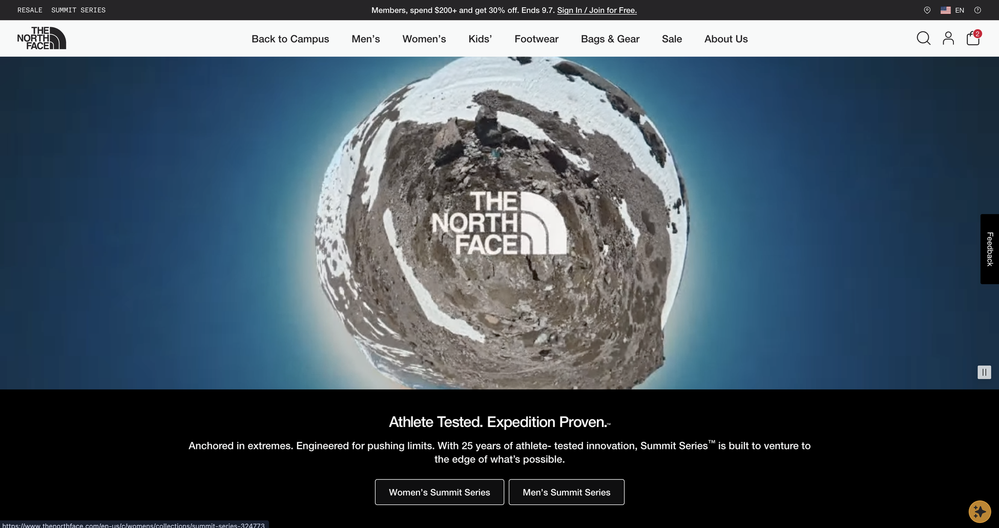 RESALE SUMMIT SERIES
Members, spend $200+ and get 30% off. Ends 9.7. Sign In / Join for Free.
EN
THE
NORTH
FACE
Back to Campus Men’s Women’s Kids’ Footwear Bags & Gear Sale About Us
2
THE
NORTH
FACE
Feedback
Athlete Tested. Expedition Proven.™
Anchored in extremes. Engineered for pushing limits. With 25 years of athlete- tested innovation, Summit Series™ is built to venture to
the edge of what’s possible.
Women’s Summit Series Men’s Summit Series
https://www.thenorthface.com/en-us/c/womens/collections/summit-series-324773